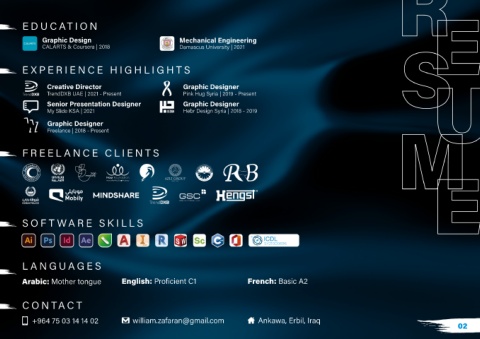 RESUME
EDUCATION
Graphic Design
CALARTS & Coursera | 2018
Mechanical Engineering
Damascus University | 2021
EXPERIENCE HIGHLIGHTS
Creative Director
TrendDXB UAE | 2021 - Present
Graphic Designer
Pink Hug Syria | 2019 - Present
Senior Presentation Designer
My Slide KSA | 2021
Graphic Designer
Hebr Design Syria | 2018 - 2019
Graphic Designer
Freelance | 2018 - Present
FREELANCE CLIENTS
R B
موبايلي
Mobily
MINDSHARE
TrendDXB
GSC
Hengst
SOFTWARE SKILLS
Ai Ps Id Ae A I R SW Sc C ICDL
LANGUAGES
Arabic: Mother tongue
English: Proficient C1
French: Basic A2
CONTACT
+964 75 03 14 14 02
william.zafaran@gmail.com
Ankawa, Erbil, Iraq
02